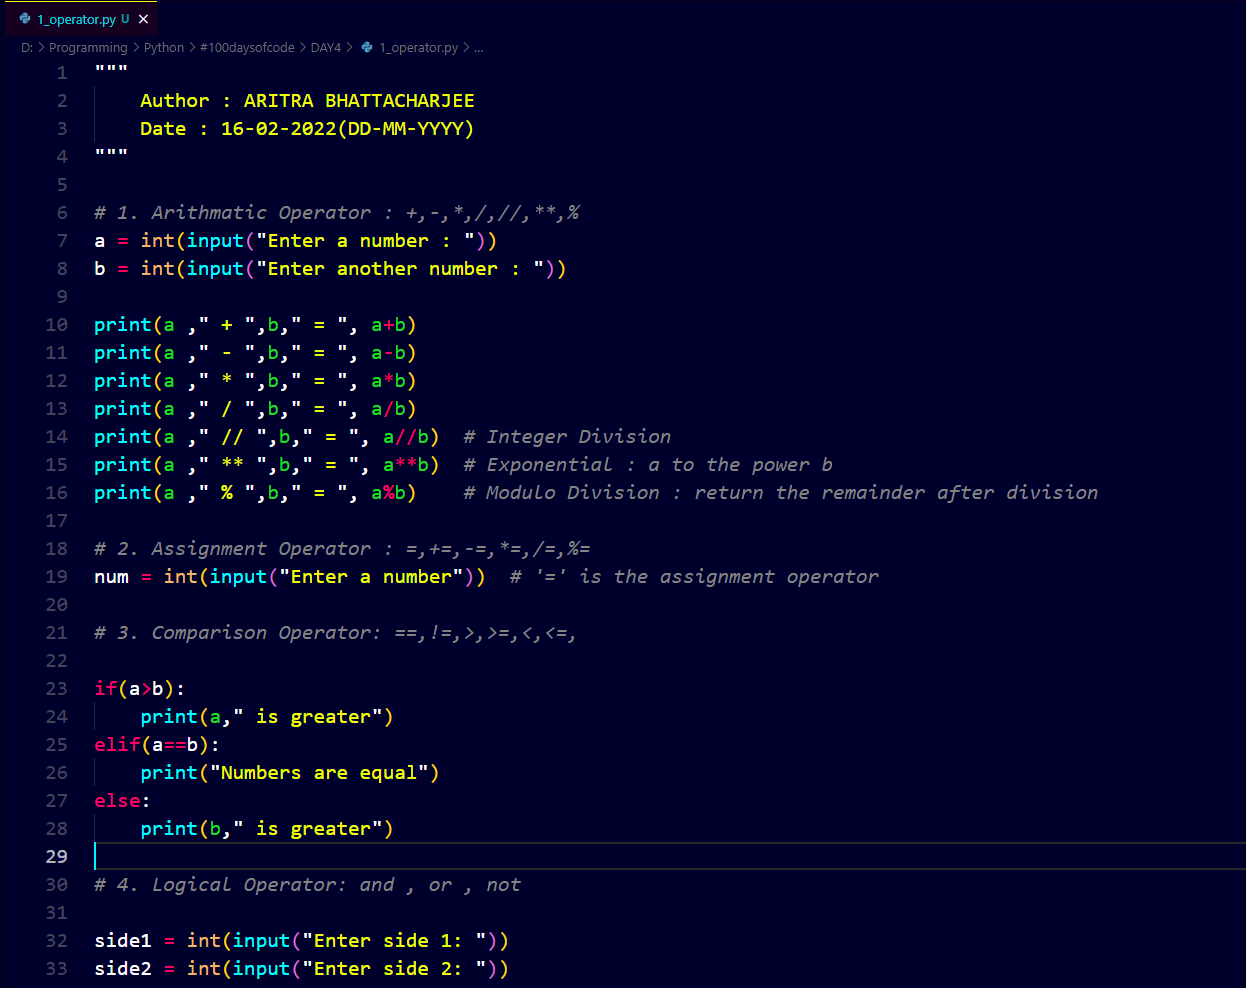 1_operator.py U ×
D: > Programming > Python > #100daysofcode > DAY4 > 1_operator.py > ...
1 """
2     Author : ARITRA BHATTACHARJEE
3     Date : 16-02-2022(DD-MM-YYYY)
4 """
5
6 # 1. Arithmatic Operator : +,-,*,/,//,**,%
7 a = int(input("Enter a number : "))
8 b = int(input("Enter another number : "))
9
10 print(a ," + ",b," = ", a+b)
11 print(a ," - ",b," = ", a-b)
12 print(a ," * ",b," = ", a*b)
13 print(a ," / ",b," = ", a/b)
14 print(a ," // ",b," = ", a//b)  # Integer Division
15 print(a ," ** ",b," = ", a**b)  # Exponential : a to the power b
16 print(a ," % ",b," = ", a%b)    # Modulo Division : return the remainder after division
17
18 # 2. Assignment Operator : =,+=,-=,*=,/=,%=
19 num = int(input("Enter a number"))  # '=' is the assignment operator
20
21 # 3. Comparison Operator: ==,!=,>,>=,<,<=,
22
23 if(a>b):
24     print(a," is greater")
25 elif(a==b):
26     print("Numbers are equal")
27 else:
28     print(b," is greater")
29
30 # 4. Logical Operator: and , or , not
31
32 side1 = int(input("Enter side 1: "))
33 side2 = int(input("Enter side 2: "))